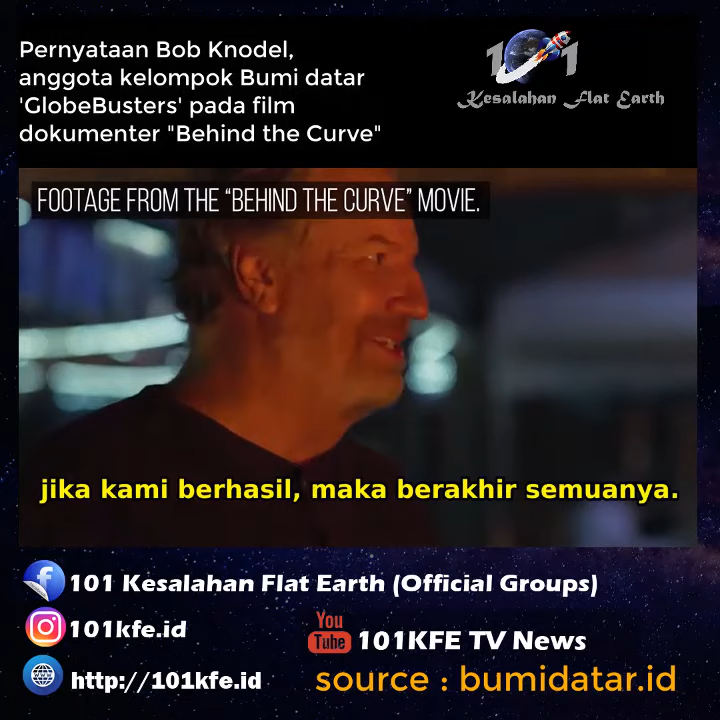 Pernyataan Bob Knodel,
anggota kelompok Bumi datar
'GlobeBusters' pada film
dokumenter "Behind the Curve"
101
Kesalahan Flat Earth
FOOTAGE FROM THE “BEHIND THE CURVE” MOVIE.
jika kami berhasil, maka berakhir semuanya.
101 Kesalahan Flat Earth (Official Groups)
101kfe.id
You Tube 101KFE TV News
http://101kfe.id
source : bumidatar.id